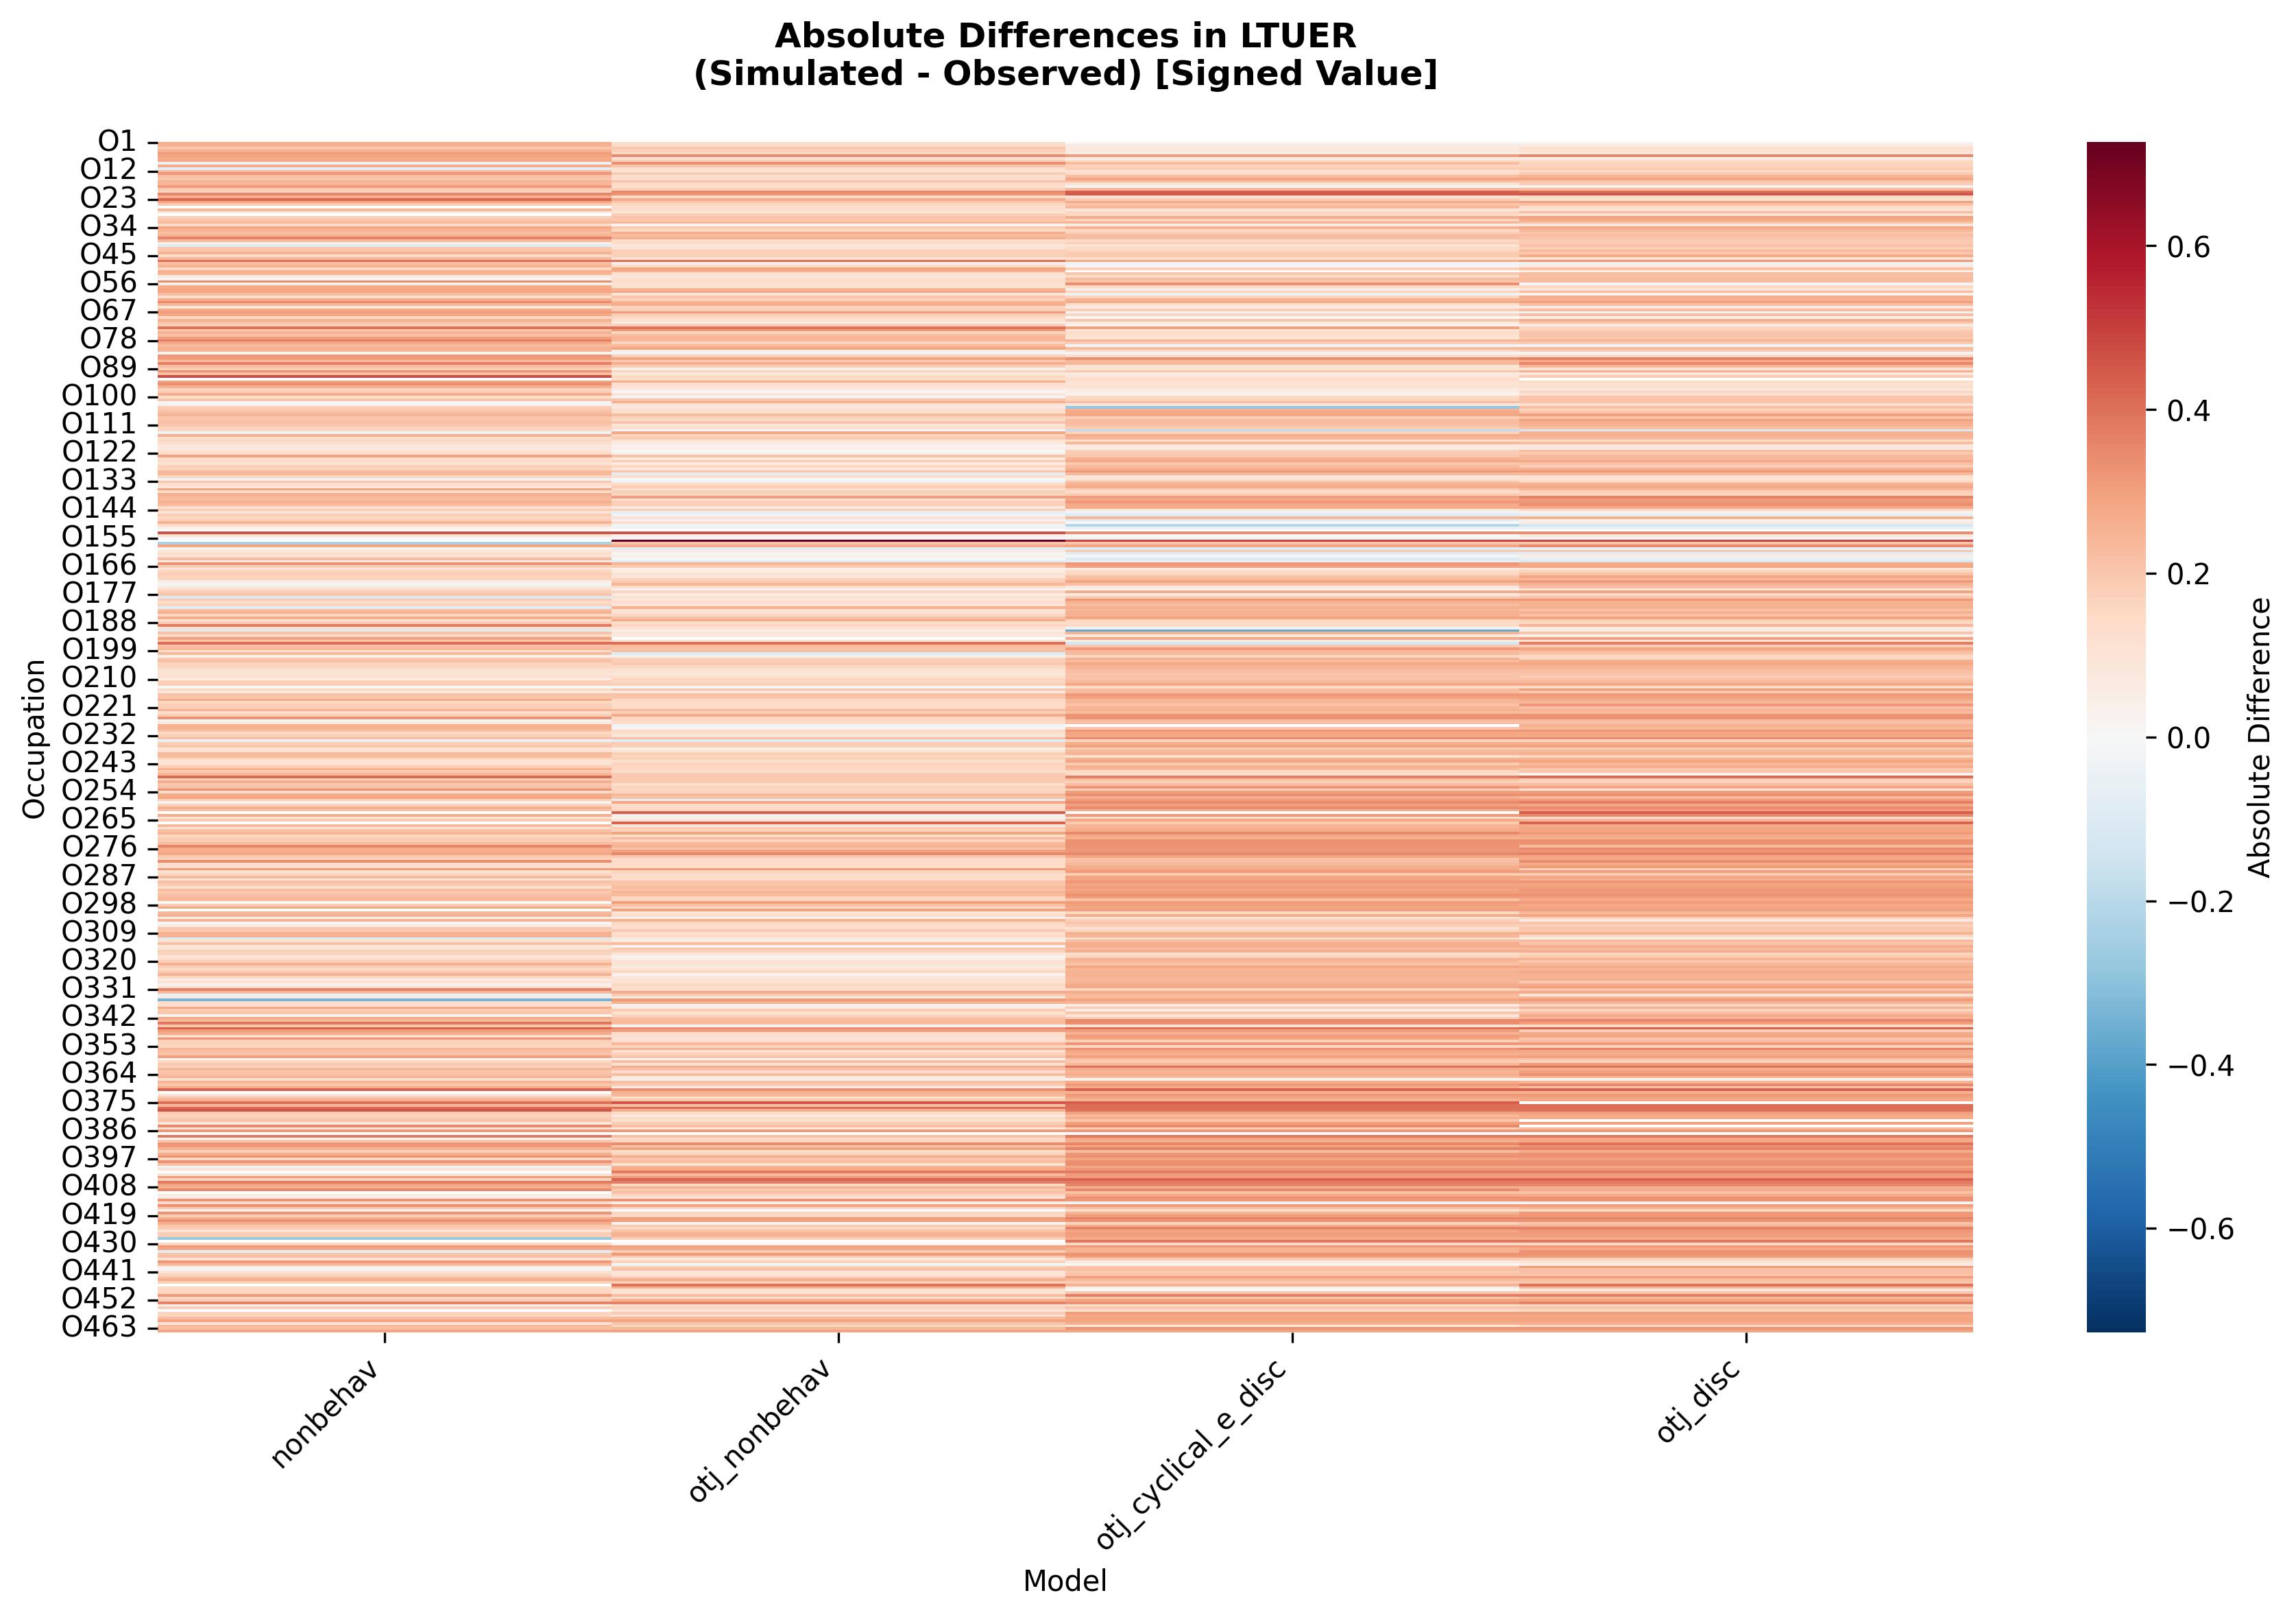 Absolute Differences in LTUER
(Simulated - Observed) [Signed Value]
Occupation
O1
O12
O23
O34
O45
O56
O67
O78
O89
O100
O111
O122
O133
O144
O155
O166
O177
O188
O199
O210
O221
O232
O243
O254
O265
O276
O287
O298
O309
O320
O331
O342
O353
O364
O375
O386
O397
O408
O419
O430
O441
O452
O463
nonbehav
otj_nonbehav
otj_cyclical_e_disc
otj_disc
Model
0.6
0.4
0.2
0.0
−0.2
−0.4
−0.6
Absolute Difference